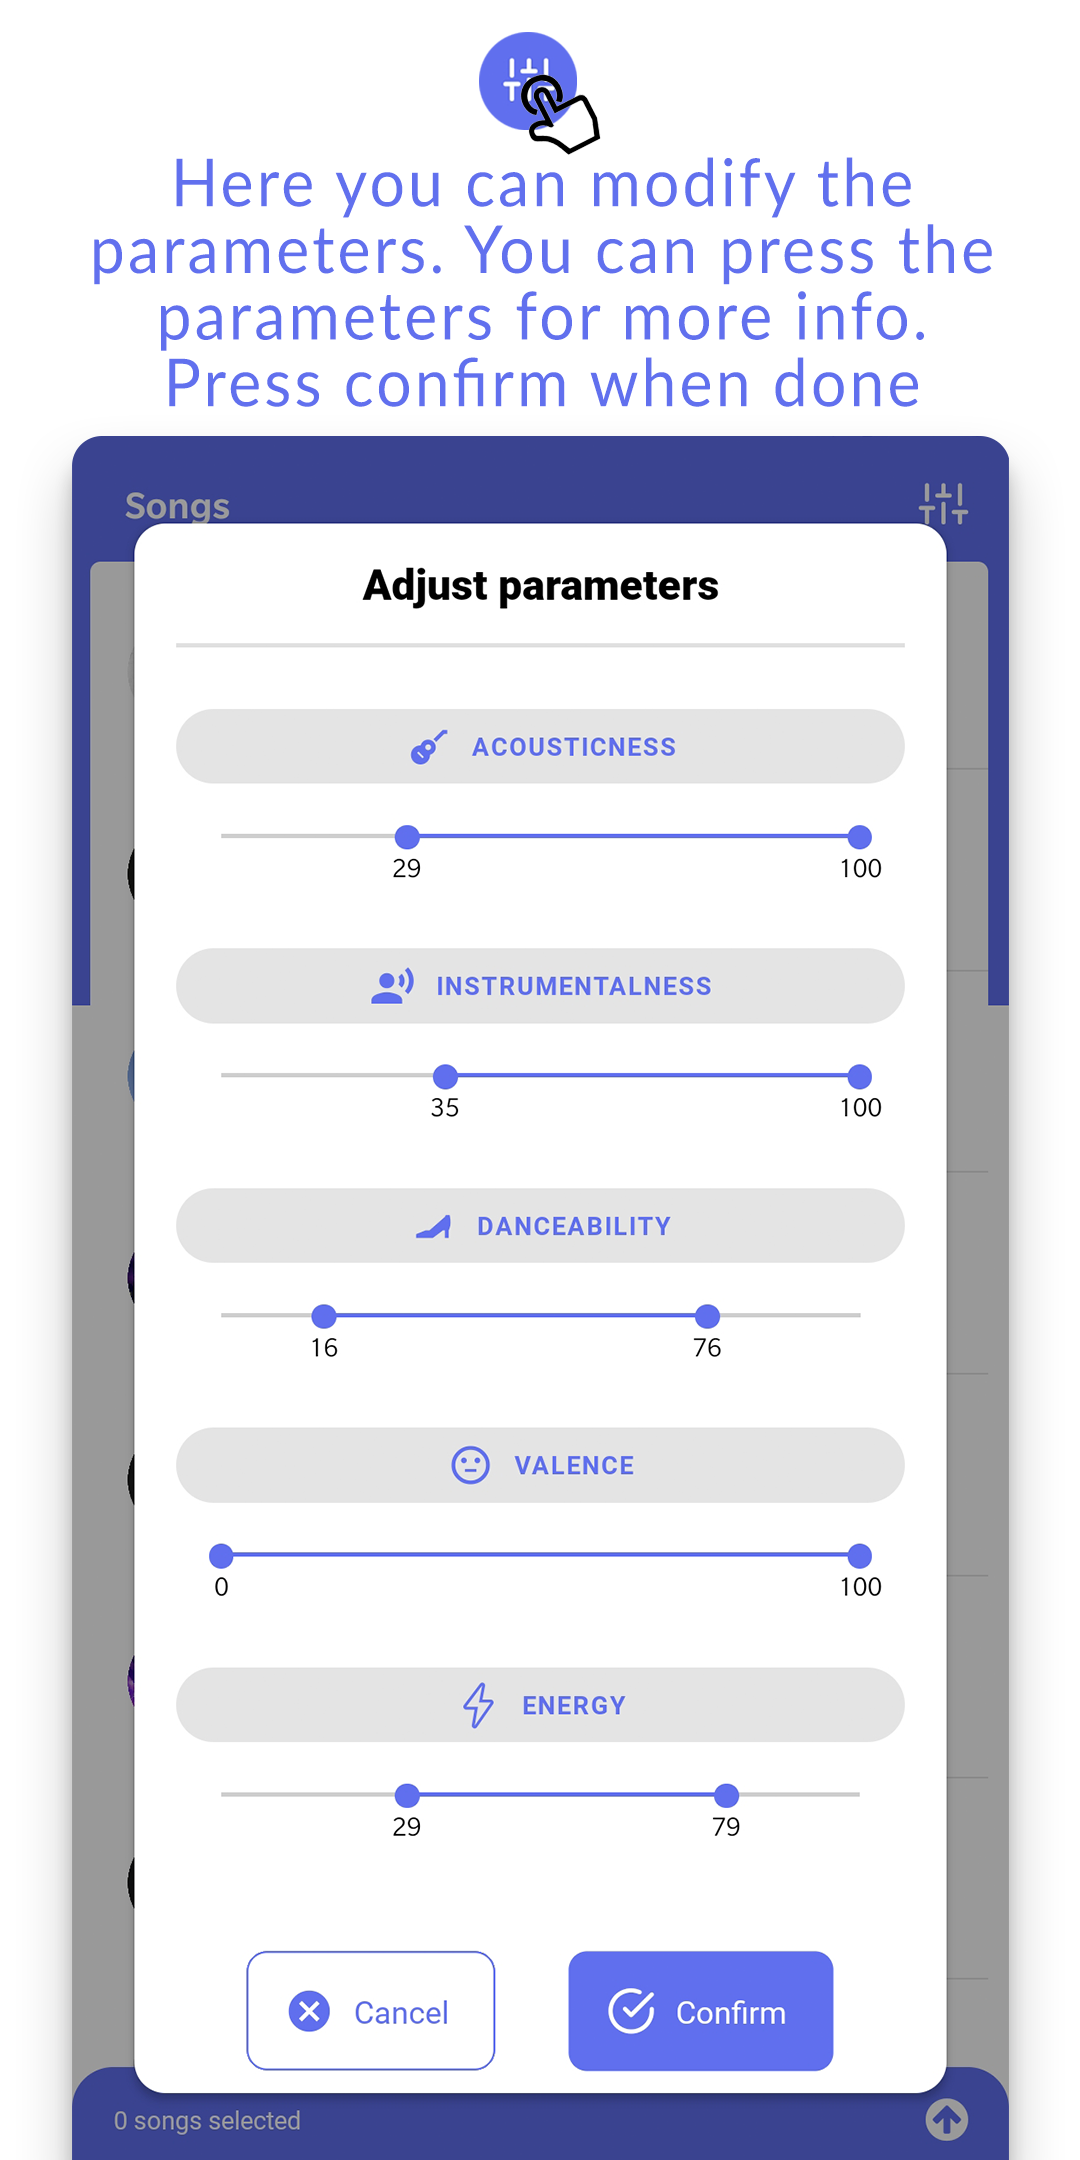 Here you can modify the
parameters. You can press the
parameters for more info.
Press confirm when done
Songs
Adjust parameters
ACOUSTICNESS
29 100
INSTRUMENTALNESS
35 100
DANCEABILITY
16 76
VALENCE
0 100
ENERGY
29 79
Cancel Confirm
0 songs selected